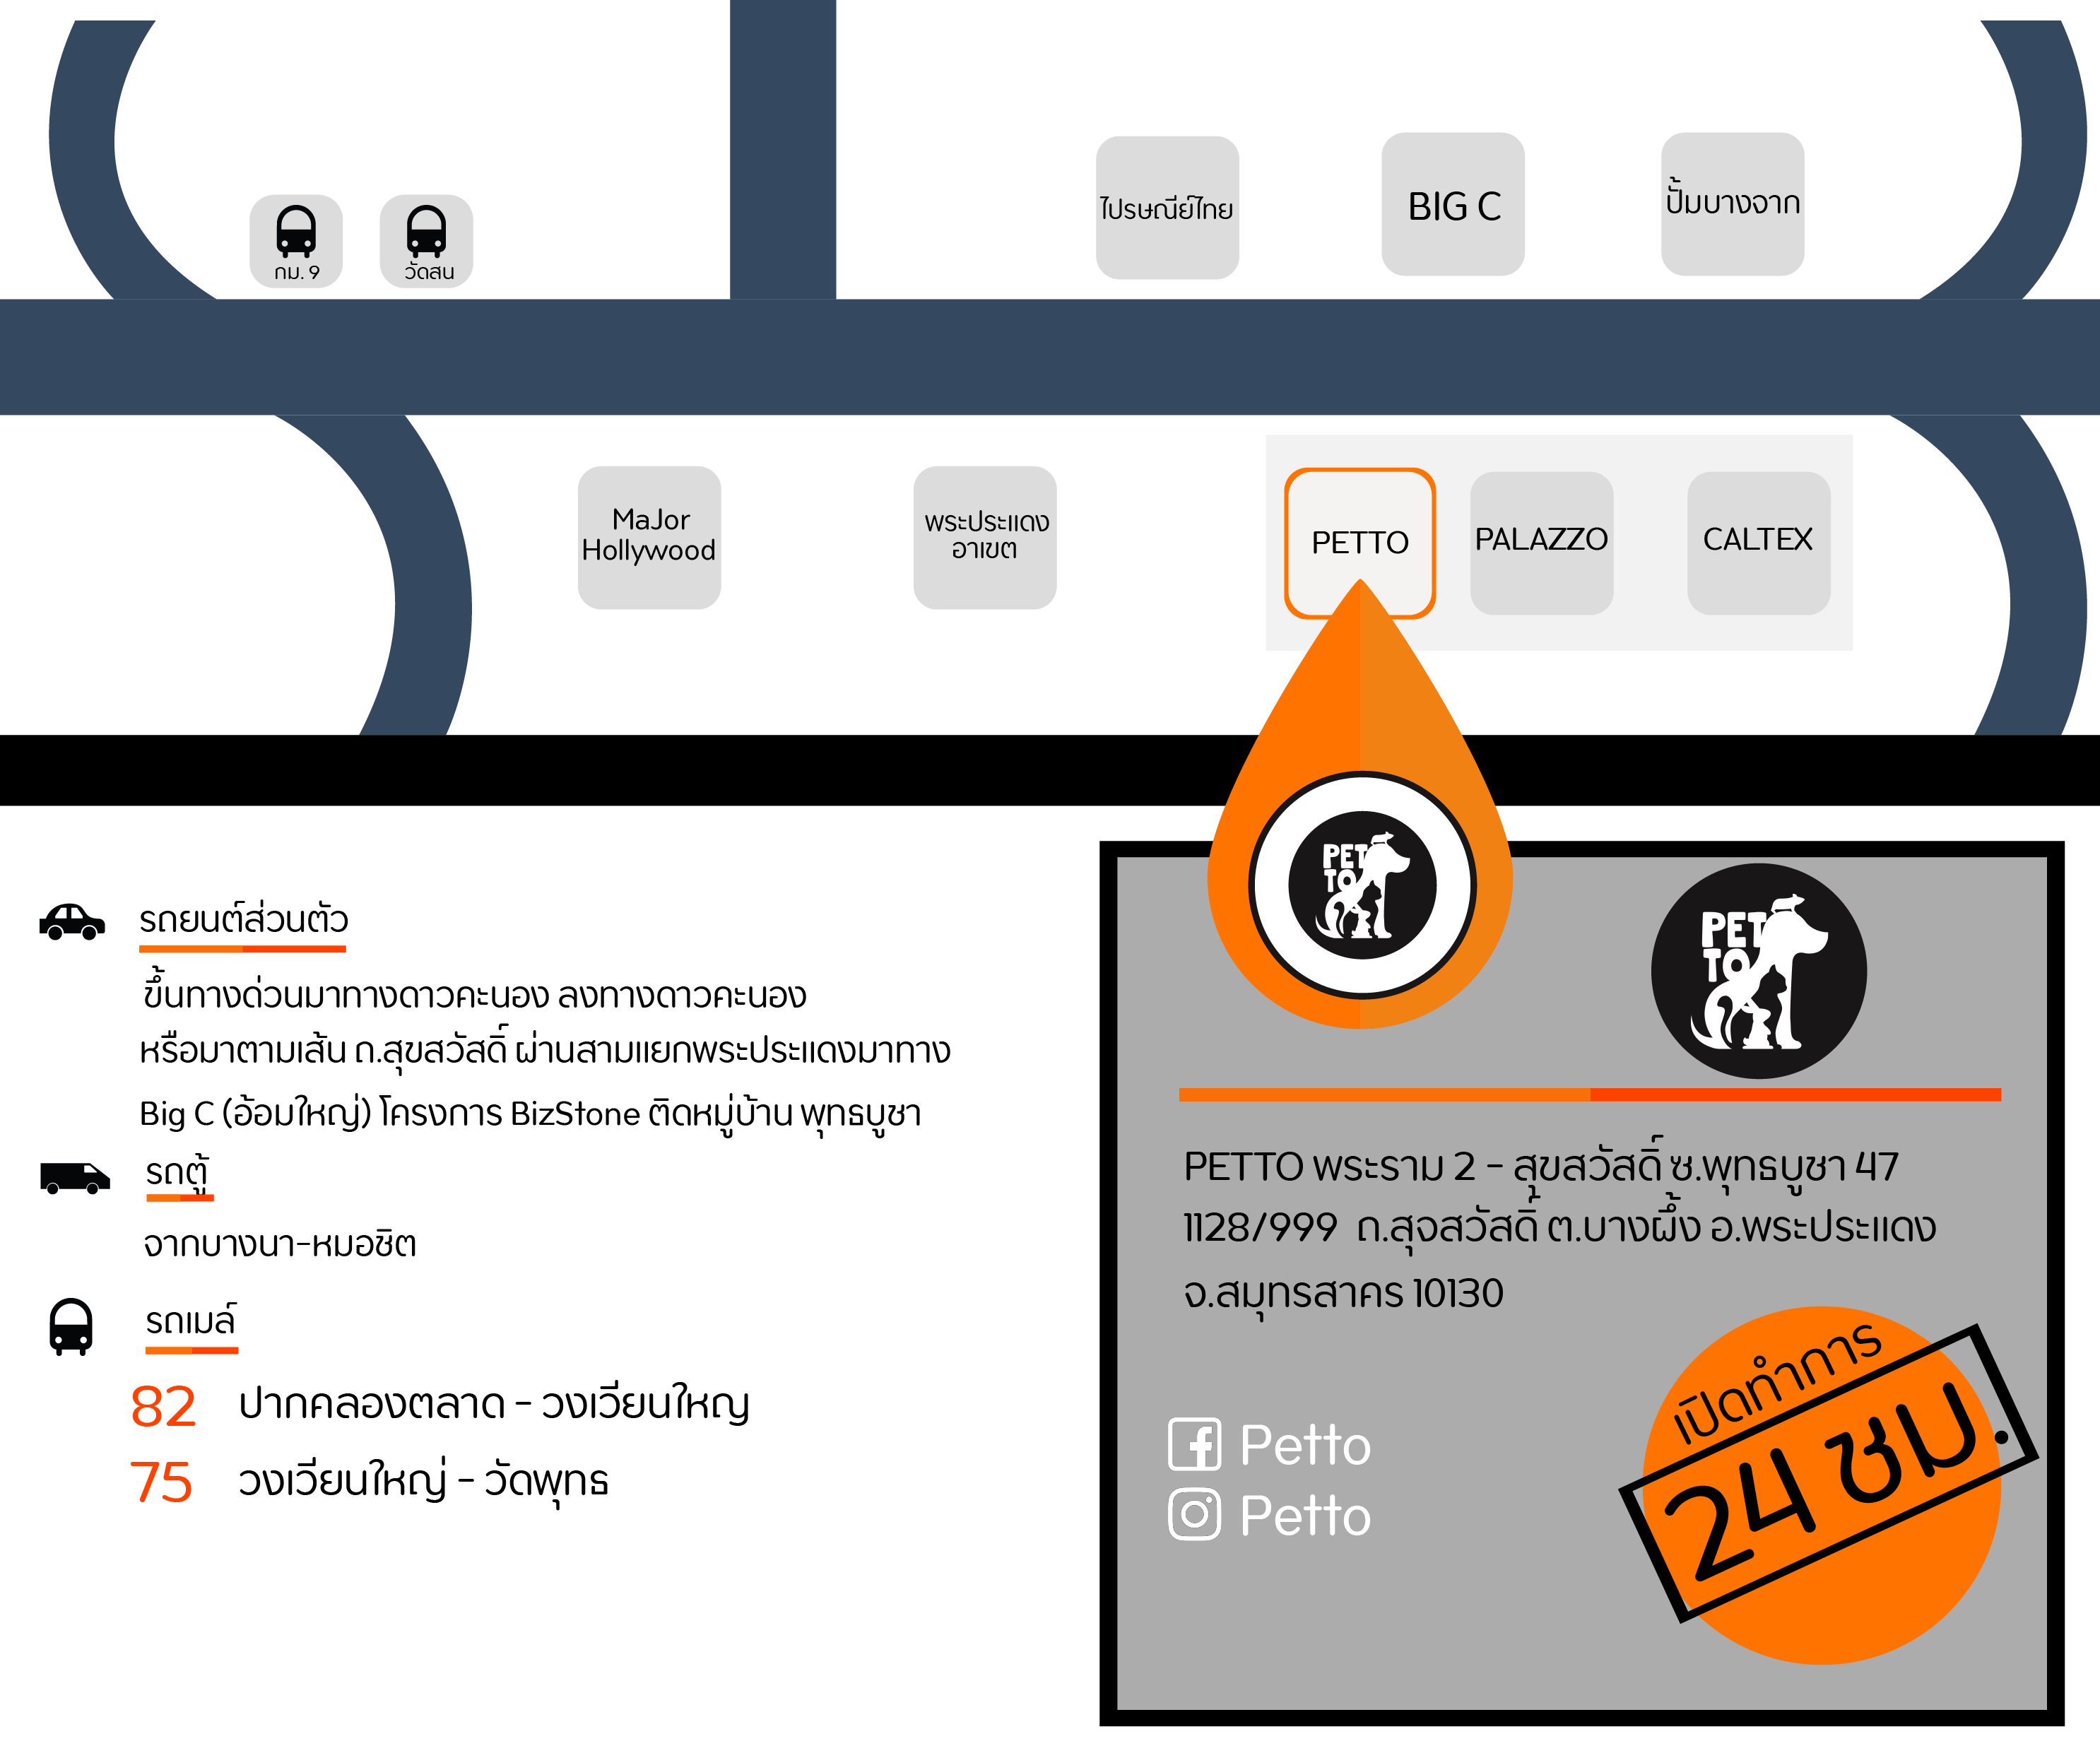 กม. 9
วัดสน
ไปรษณีย์ไทย
BIG C
ปั้มบางจาก
MaJor
Hollywood
พระประแดง
อาเขต
PETTO
PALAZZO
CALTEX
PET
TO
PET
TO
รถยนต์ส่วนตัว
ขึ้นทางด่วนมาทางดาวคะนอง ลงทางดาวคะนอง
หรือมาตามเส้น ถ.สุขสวัสดิ์ ผ่านสามแยกพระประแดงมาทาง
Big C (อ้อมใหญ่) โครงการ BizStone ติดหมู่บ้าน พุทธบูชา
รถตู้
จากบางนา-หมอชิต
รถเมล์
82 ปากคลองตลาด - วงเวียนใหญ
75 วงเวียนใหญ่ - วัดพุทธ
PETTO พระราม 2 - สุขสวัสดิ์ ซ.พุทธบูชา 47
1128/999 ถ.สุจสวัสดิ์ ต.บางผึ้ง อ.พระประแดง
จ.สมุทรสาคร 10130
Petto
Petto
เปิดทำการ
24 ชม.